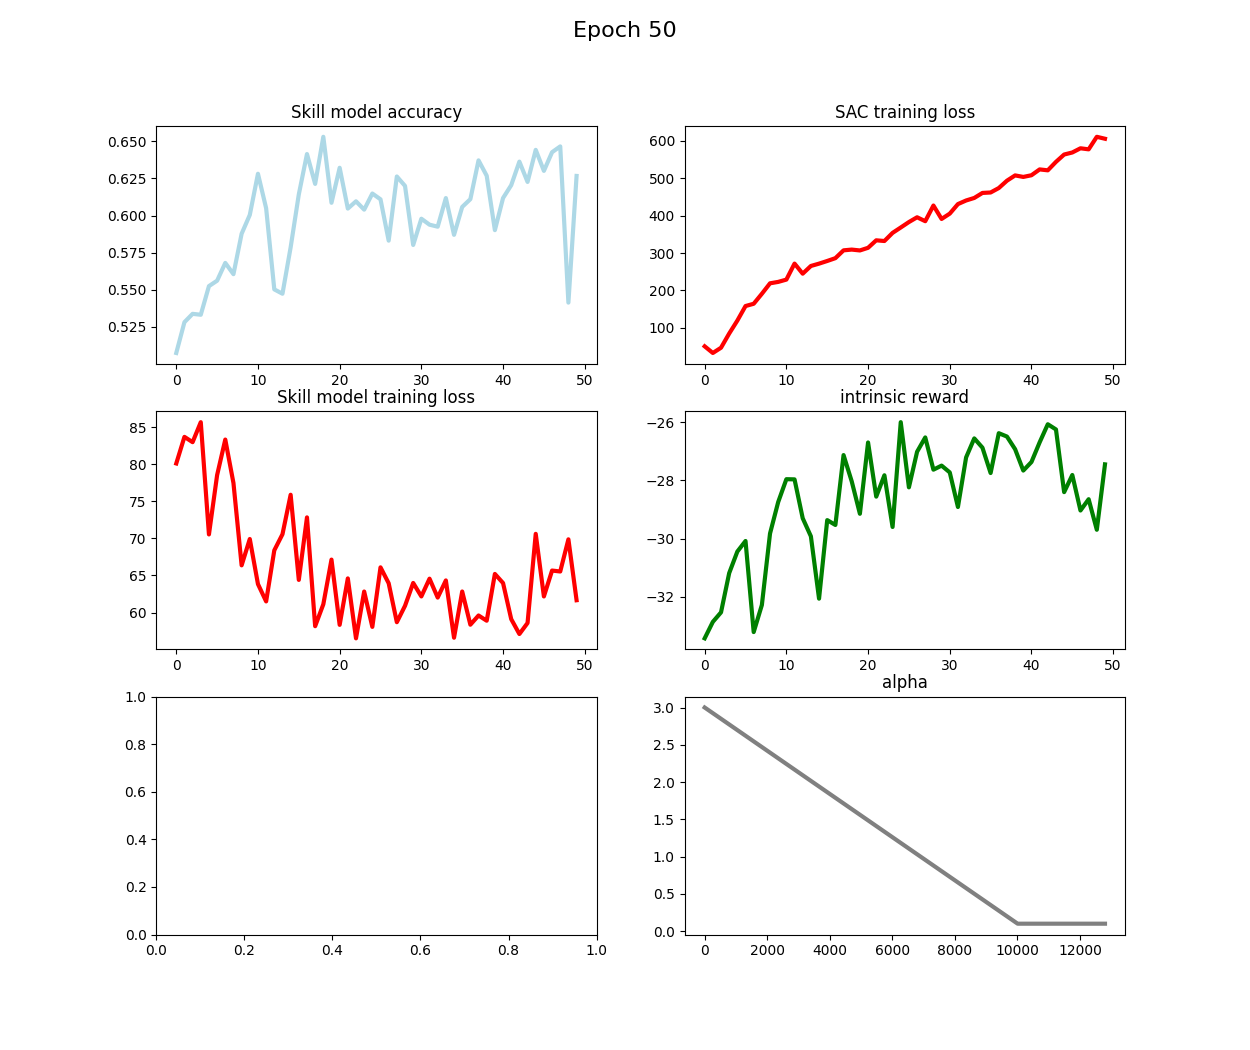 Epoch 50
Skill model accuracy
0.650
0.625
0.600
0.575
0.550
0.525
0 10 20 30 40 50
SAC training loss
600
500
400
300
200
100
0 10 20 30 40 50
Skill model training loss
85
80
75
70
65
60
0 10 20 30 40 50
intrinsic reward
−26
−28
−30
−32
0 10 20 30 40 50
1.0
0.8
0.6
0.4
0.2
0.0
0.0 0.2 0.4 0.6 0.8 1.0
alpha
3.0
2.5
2.0
1.5
1.0
0.5
0.0
0 2000 4000 6000 8000 10000 12000